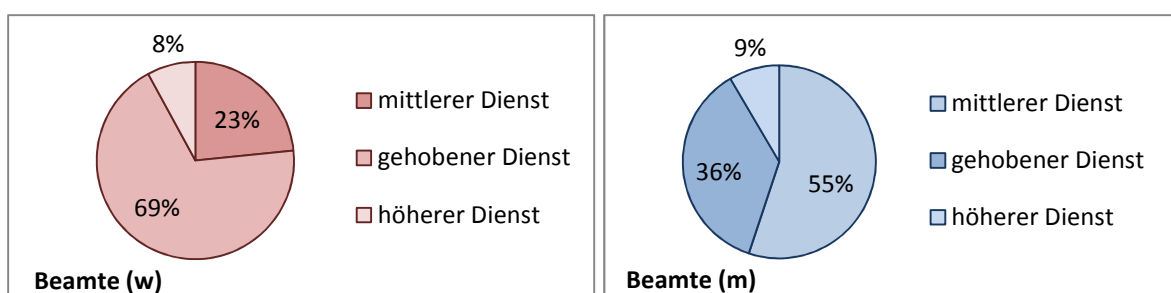 8%
23%
69%
mittlerer Dienst
gehobener Dienst
höherer Dienst
Beamte (w)
9%
36%
55%
mittlerer Dienst
gehobener Dienst
höherer Dienst
Beamte (m)